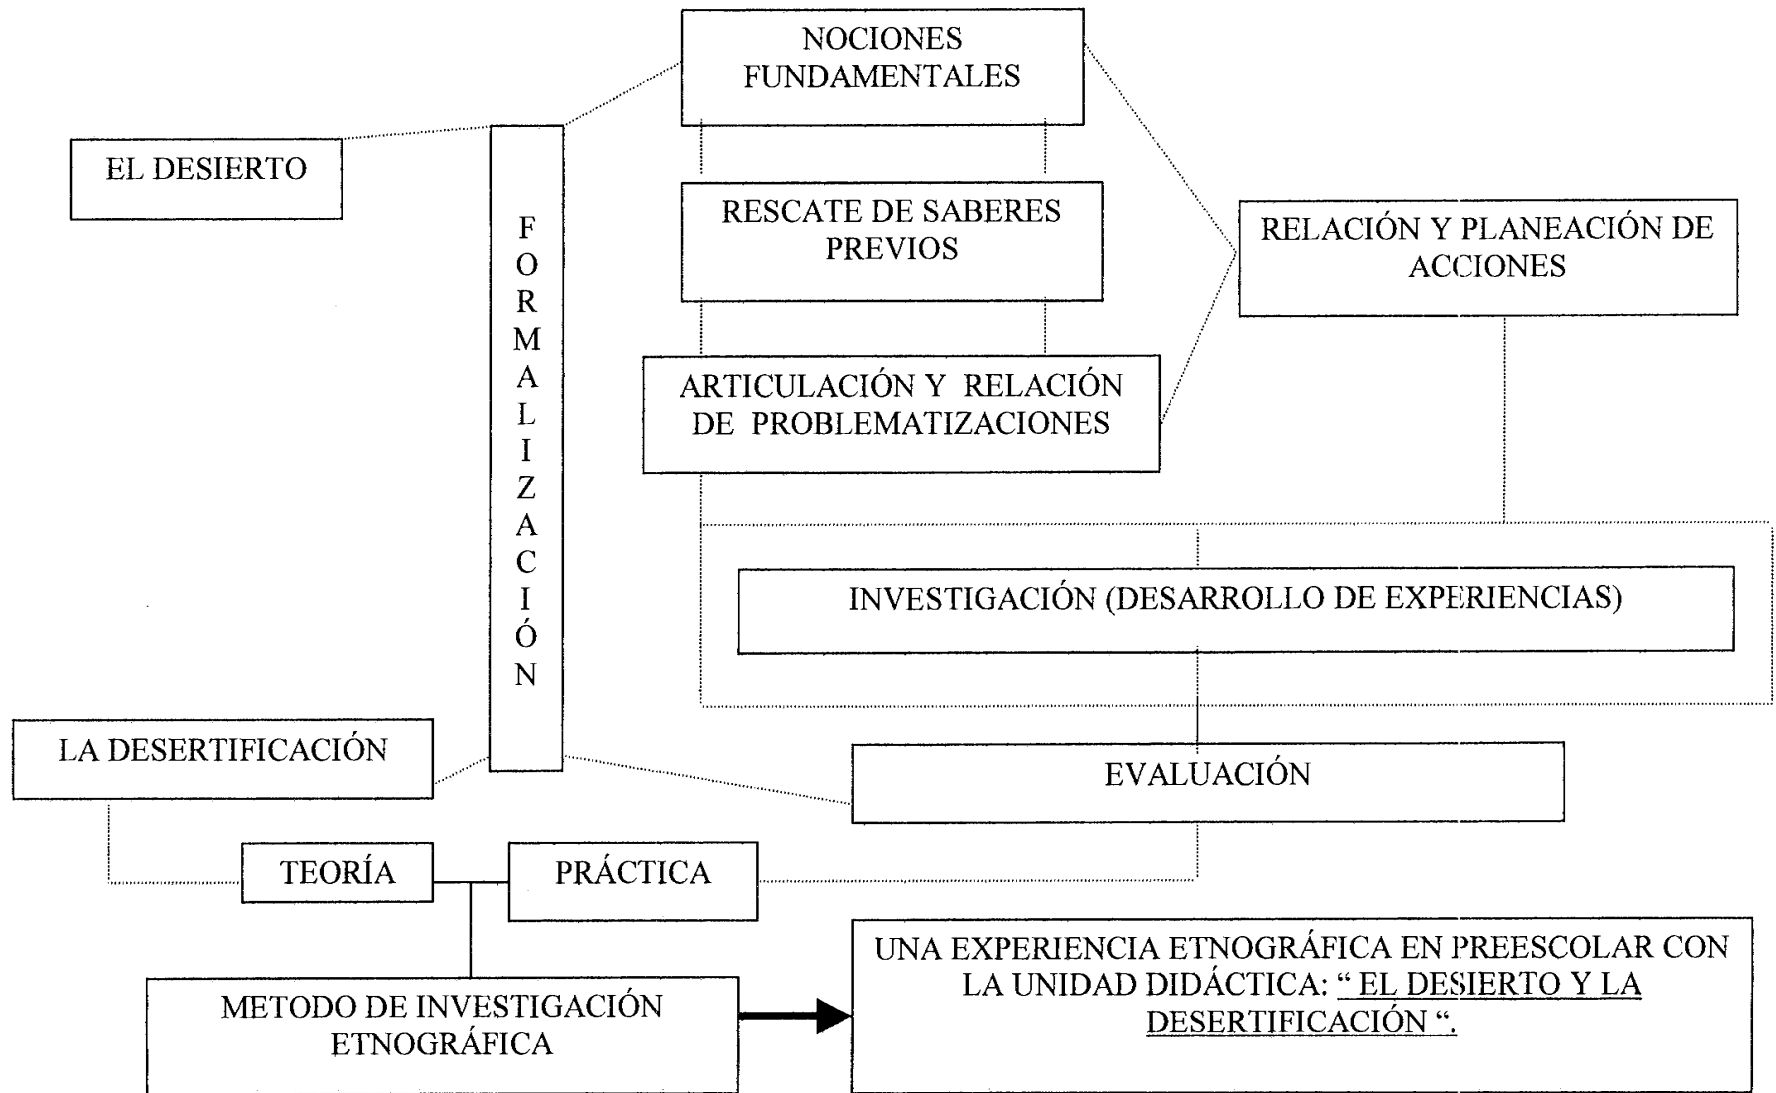 NOCIONES
FUNDAMENTALES
EL DESIERTO
FORMALIZACIÓN
RESCATE DE SABERES
PREVIOS
RELACIÓN Y PLANEACIÓN DE
ACCIONES
ARTICULACIÓN Y RELACIÓN
DE PROBLEMATIZACIONES
INVESTIGACIÓN (DESARROLLO DE EXPERIENCIAS)
LA DESERTIFICACIÓN
EVALUACIÓN
TEORÍA
PRÁCTICA
METODO DE INVESTIGACIÓN
ETNOGRÁFICA
UNA EXPERIENCIA ETNOGRÁFICA EN PREESCOLAR CON
LA UNIDAD DIDÁCTICA: “ EL DESIERTO Y LA
DESERTIFICACIÓN “.